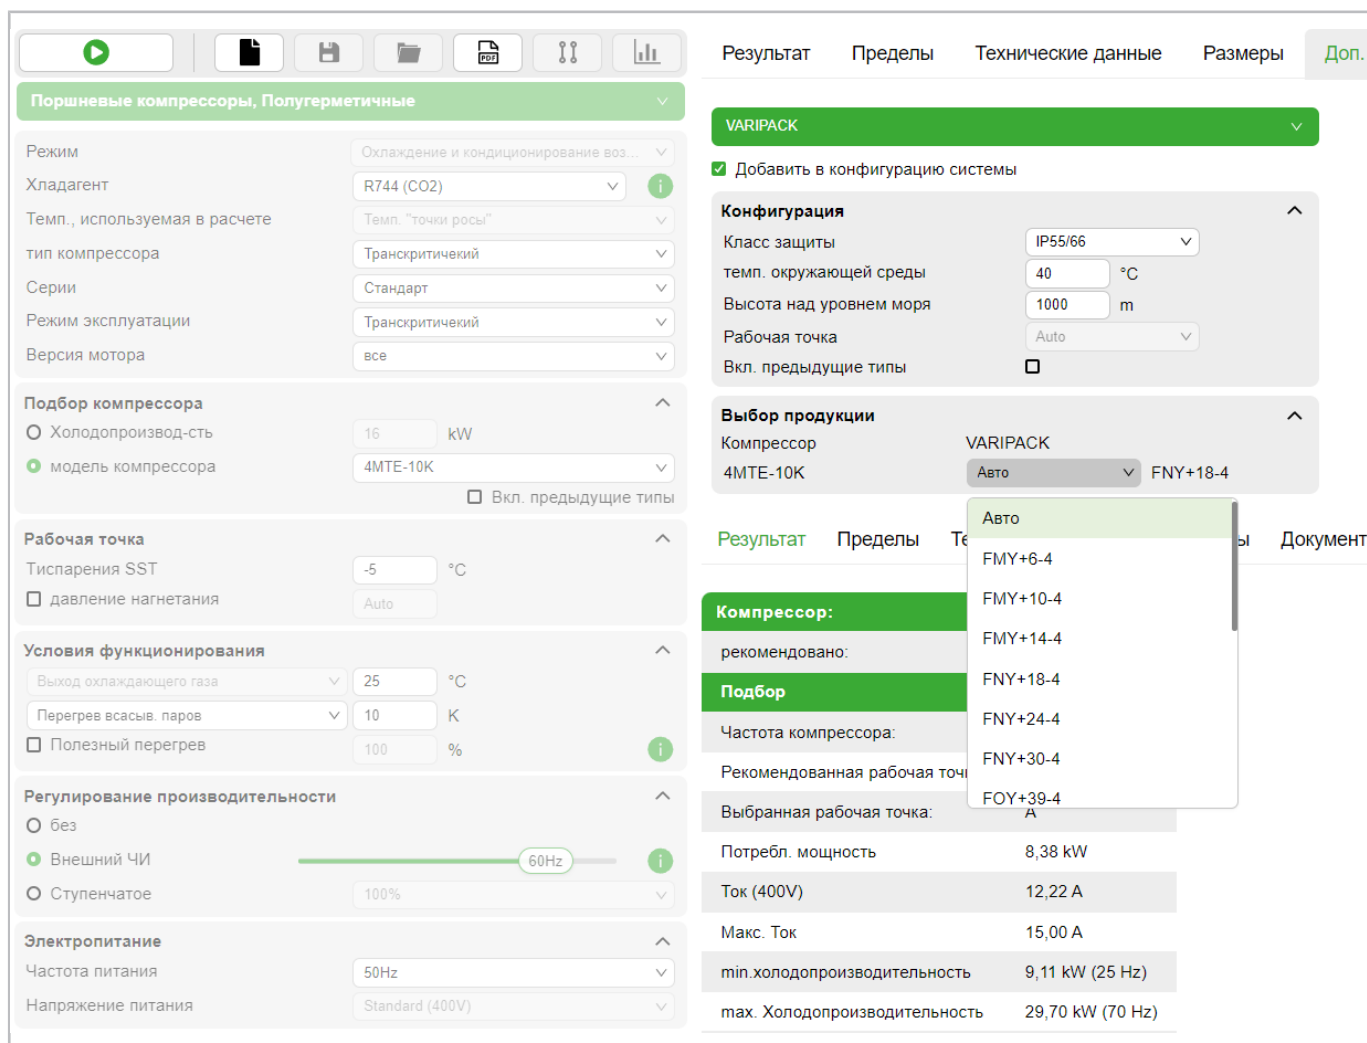 PDF
Поршневые компрессоры, Полугерметичные
Режим
Охлаждение и кондиционирование воз...
Хладагент
R744 (CO2)
i
Темп., используемая в расчете
Темп. "точки росы"
тип компрессора
Транскритичекий
Серии
Стандарт
Режим эксплуатации
Транскритичекий
Версия мотора
все
Подбор компрессора
Холодопроизвод-сть
16
kW
модель компрессора
4MTE-10K
Вкл. предыдущие типы
Рабочая точка
Тиспарения SST
-5
°C
давление нагнетания
Auto
Условия функционирования
Выход охлаждающего газа
25
°C
Перегрев всасыв. паров
10
K
Полезный перегрев
100
%
i
Регулирование производительности
без
Внешний ЧИ
60Hz
i
Ступенчатое
100%
Электропитание
Частота питания
50Hz
Напряжение питания
Standard (400V)
Результат
Пределы
Технические данные
Размеры
Доп.
VARIPACK
Добавить в конфигурацию системы
Конфигурация
Класс защиты
IP55/66
темп. окружающей среды
40
°C
Высота над уровнем моря
1000
m
Рабочая точка
Auto
Вкл. предыдущие типы
Выбор продукции
Компрессор
VARIPACK
4MTE-10K
Авто
FNY+18-4
Авто
FMY+6-4
FMY+10-4
FMY+14-4
FNY+18-4
FNY+24-4
FNY+30-4
FOY+39-4
Результат
Пределы
Те
ы
Документ
Компрессор:
рекомендовано:
Подбор
Частота компрессора:
Рекомендованная рабочая точ
Выбранная рабочая точка:
A
Потребл. мощность
8,38 kW
Ток (400V)
12,22 A
Макс. Ток
15,00 A
min.холодопроизводительность
9,11 kW (25 Hz)
max. Холодопроизводительность
29,70 kW (70 Hz)